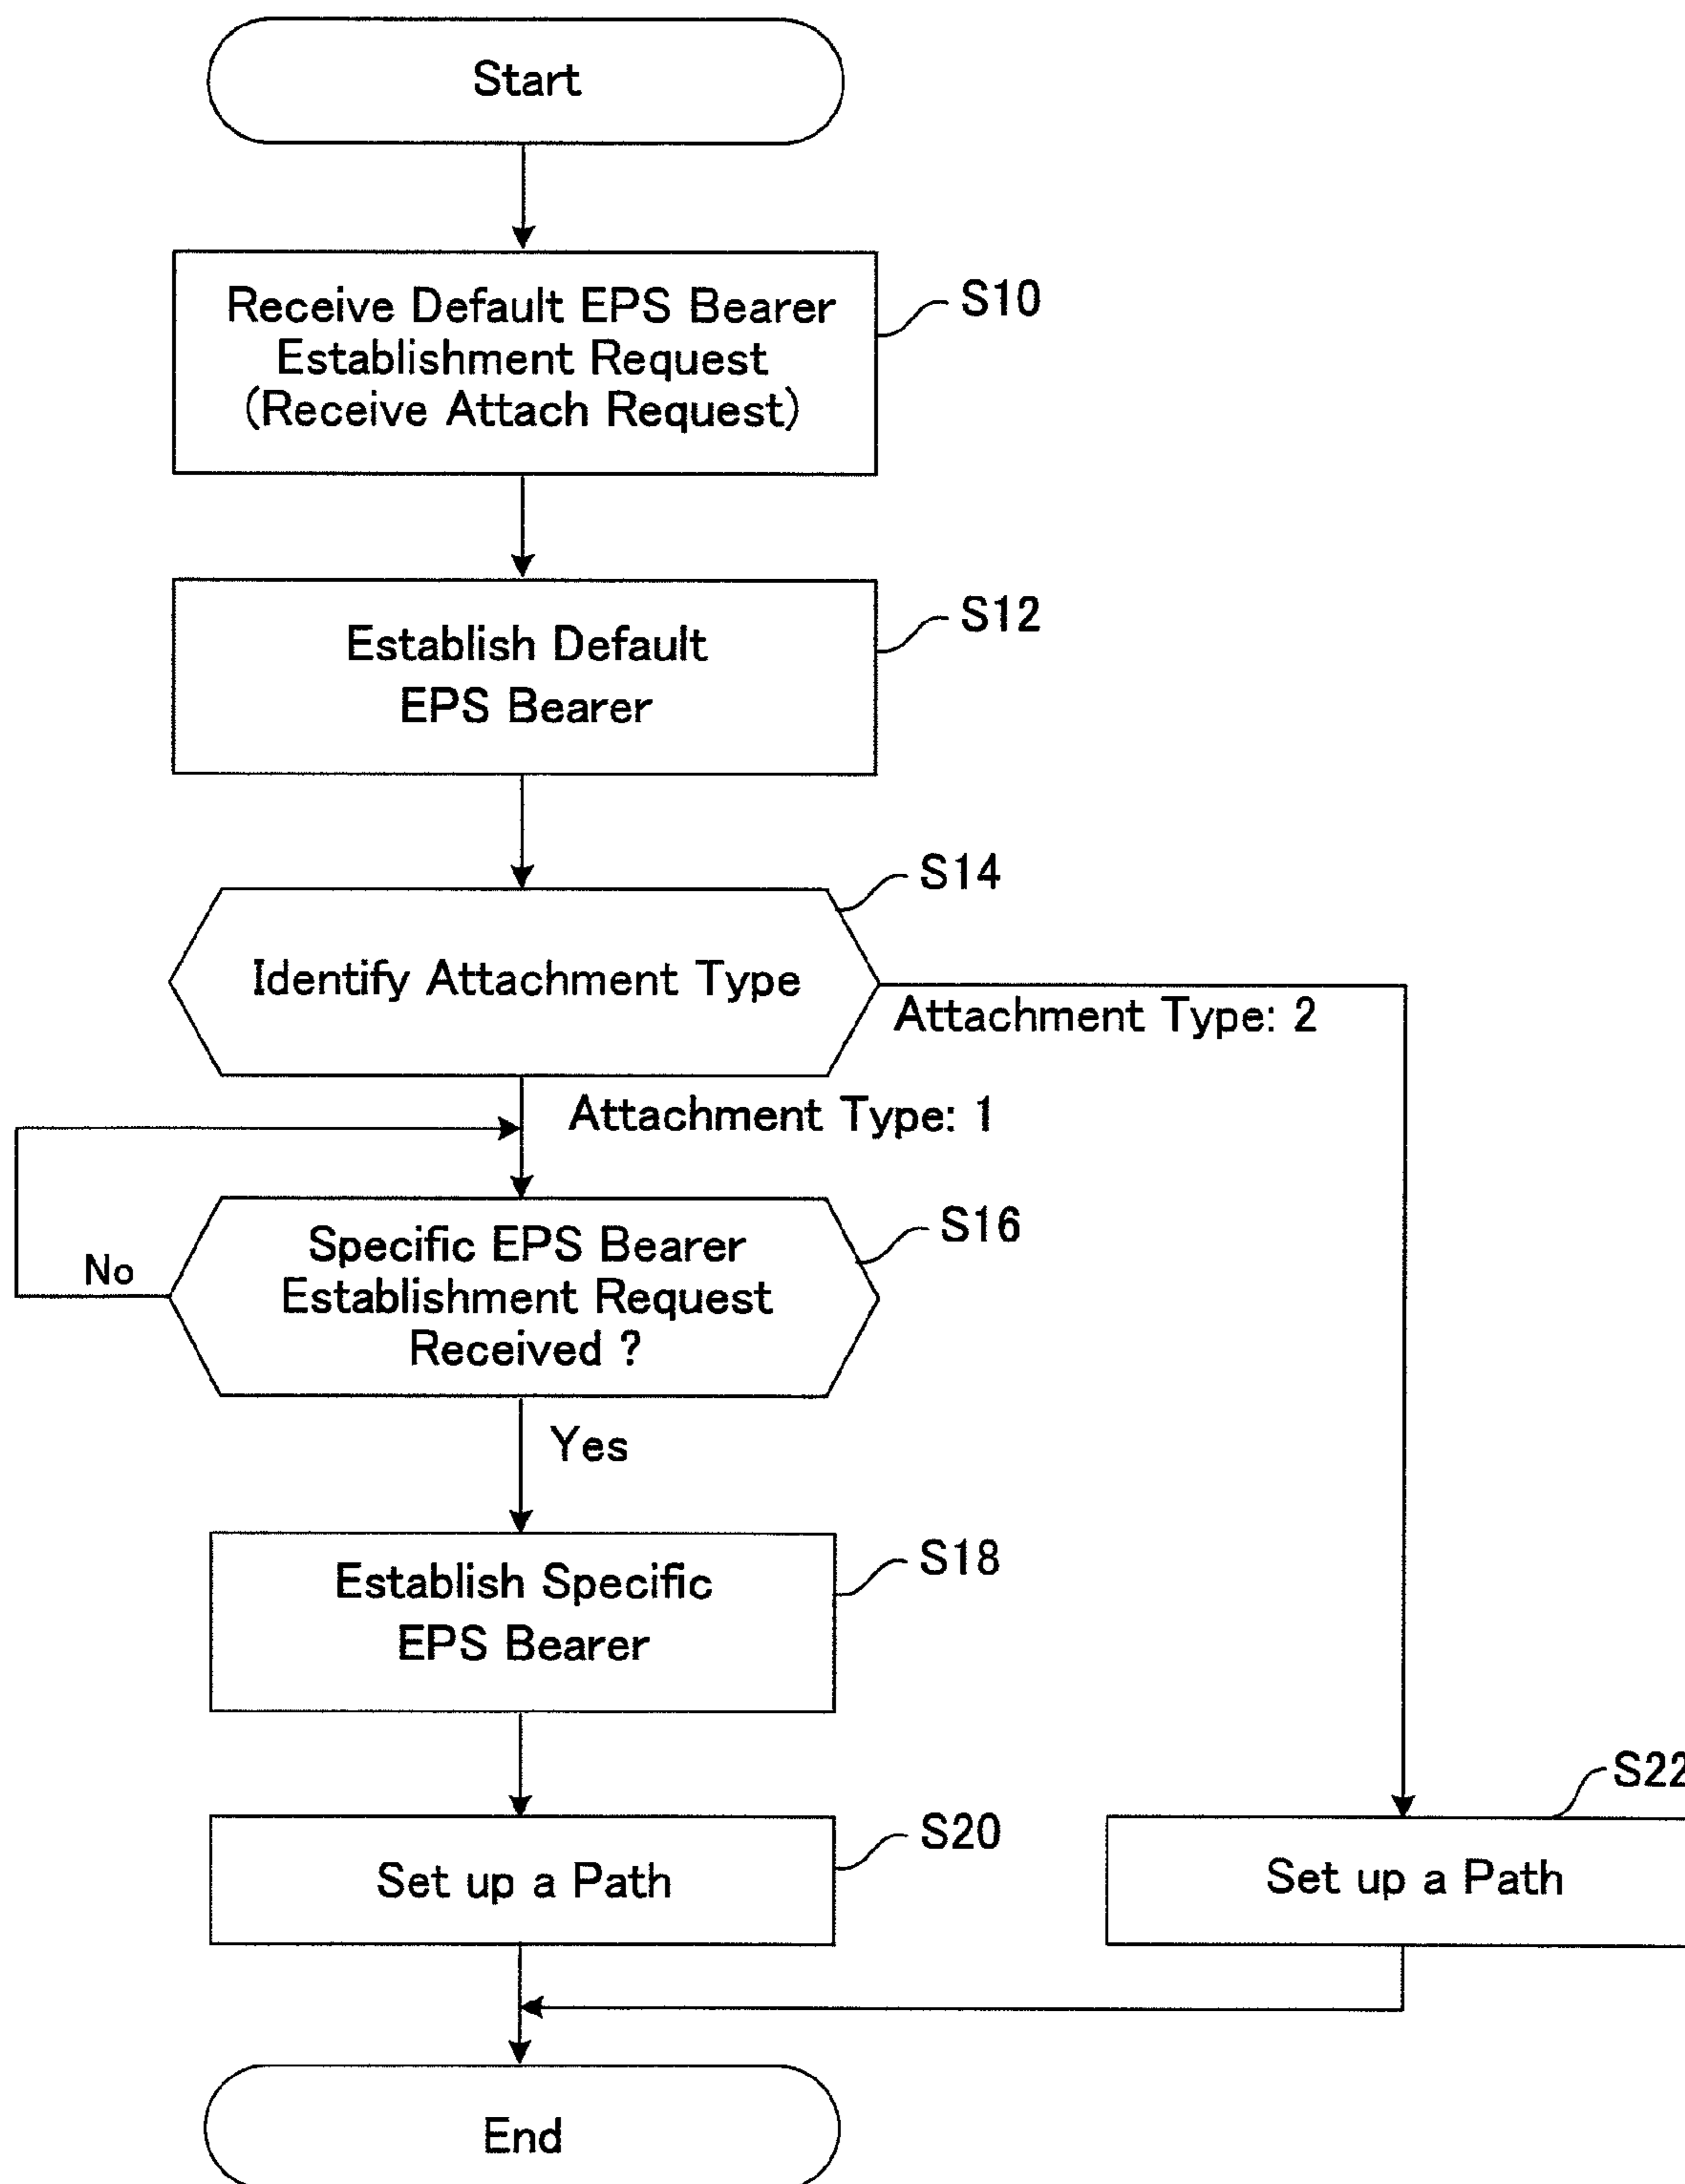 Start
Receive Default EPS Bearer
Establishment Request
(Receive Attach Request)
S10
Establish Default
EPS Bearer
S12
S14
Identify Attachment Type
Attachment Type: 2
Attachment Type: 1
Specific EPS Bearer
Establishment Request
Received ?
S16
No
Yes
Establish Specific
EPS Bearer
S18
Set up a Path
S20
S22
Set up a Path
End